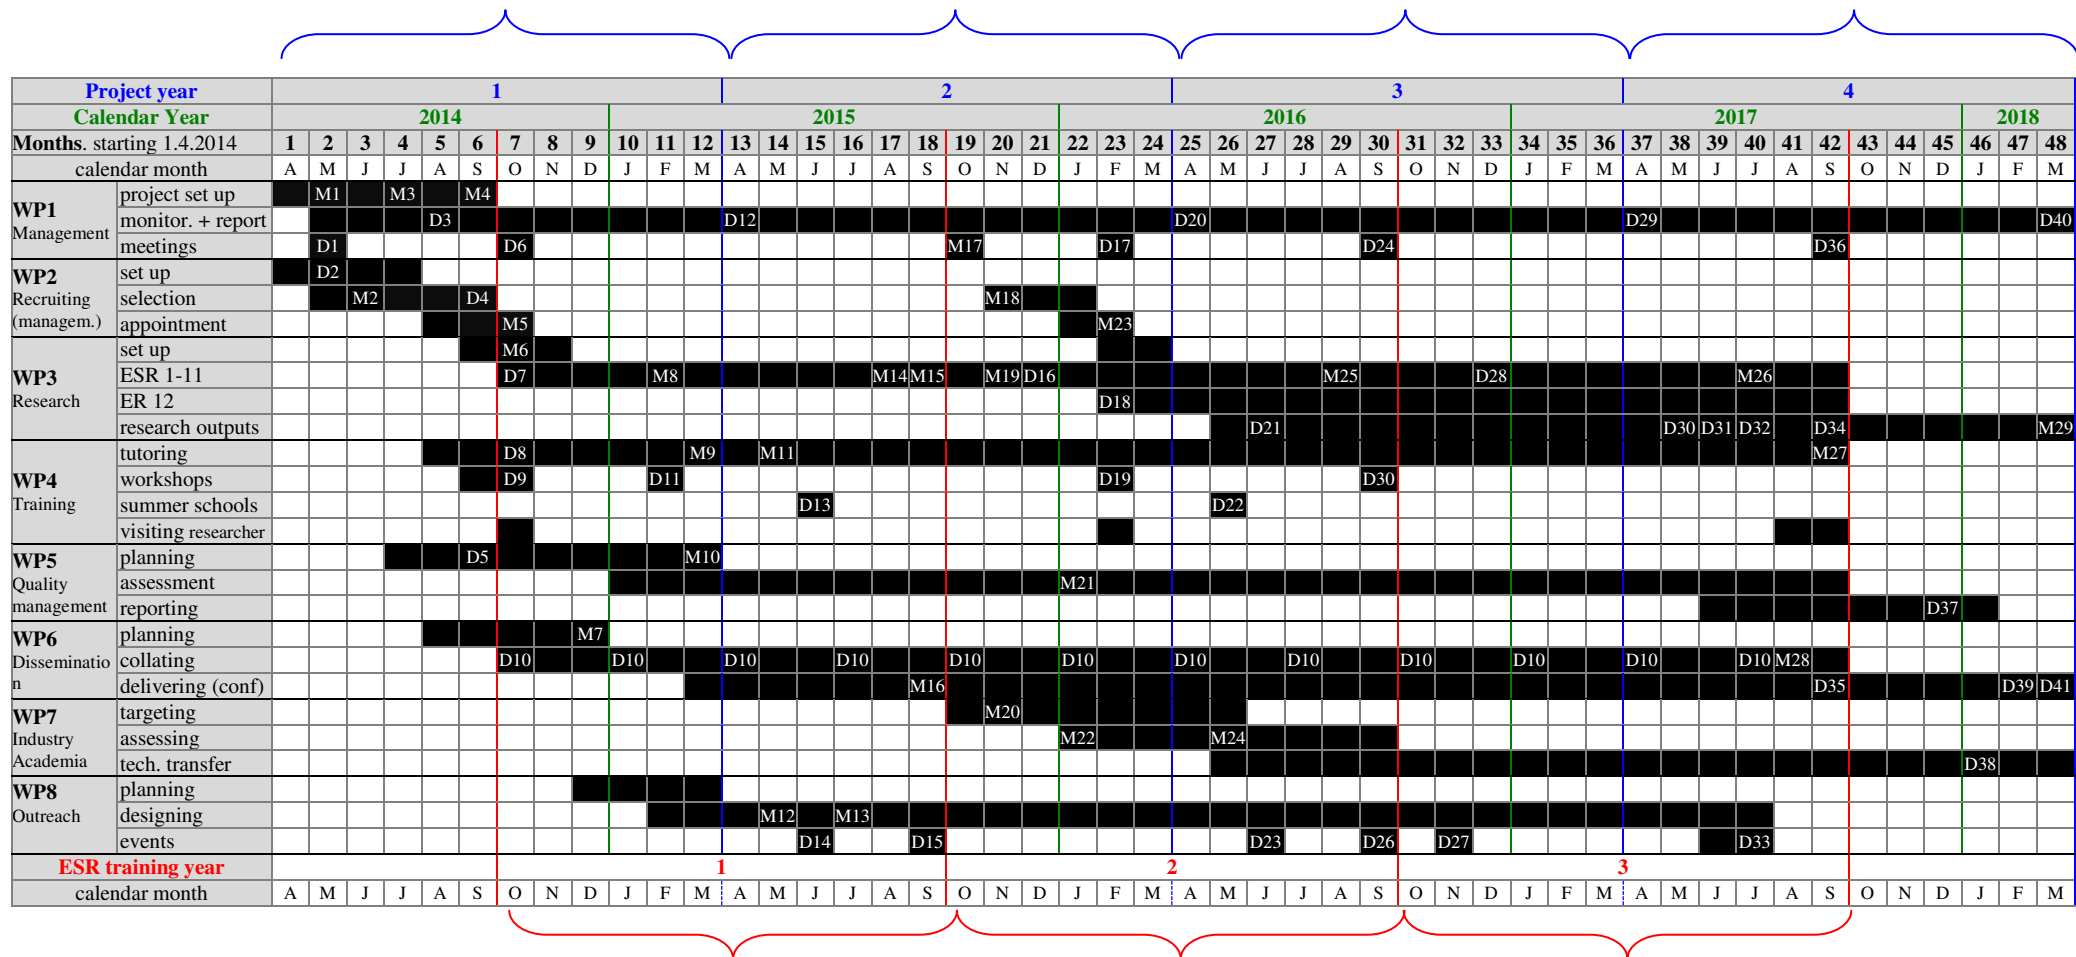 Project year 1 2 3 4
Calendar Year 2014 2015 2016 2017 2018
Months. starting 1.4.2014 1 2 3 4 5 6 7 8 9 10 11 12 13 14 15 16 17 18 19 20 21 22 23 24 25 26 27 28 29 30 31 32 33 34 35 36 37 38 39 40 41 42 43 44 45 46 47 48
calendar month A M J J A S O N D J F M A M J J A S O N D J F M A M J J A S O N D J F M A M J J A S O N D J F M
WP1 Management
project set up M1 M3 M4
monitor. + report D3 D12 D20 D29 D40
meetings D1 D6 M17 D17 D24 D36
WP2 Recruiting (managem.)
set up D2
selection M2 D4 M18
appointment M5 M23
WP3 Research
set up M6
ESR 1-11 D7 M8 M14 M15 M19 D16 M25 D28 M26
ER 12 D18
research outputs D21 D30 D31 D32 D34 M29
WP4 Training
tutoring D8 M9 M11 M27
workshops D9 D11 D19 D30
summer schools D13 D22
visiting researcher
WP5 Quality management
planning D5 M10
assessment M21
reporting D37
WP6 Disseminatio n
planning M7
collating D10 D10 D10 D10 D10 D10 D10 D10 D10 D10 D10 D10 M28
delivering (conf) M16 D35 D39 D41
WP7 Industry Academia
targeting M20
assessing M22 M24
tech. transfer D38
WP8 Outreach
planning
designing M12 M13
events D14 D15 D23 D26 D27 D33
ESR training year 1 2 3
calendar month A M J J A S O N D J F M A M J J A S O N D J F M A M J J A S O N D J F M A M J J A S O N D J F M